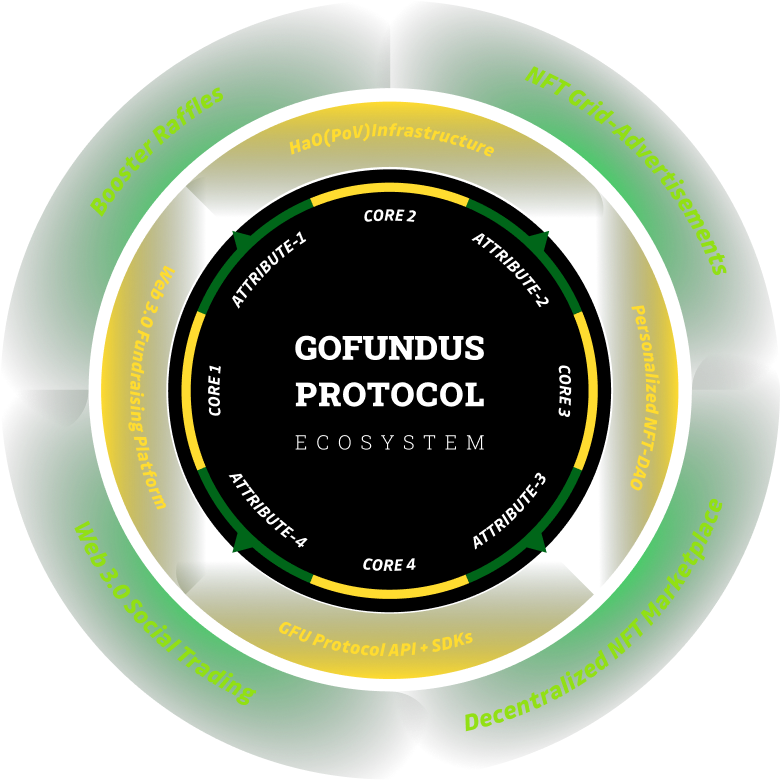 Booster Raffles
NFT Grid-Advertisements
HaO(PoV)Infrastructure
CORE 2
ATTRIBUTE-1
ATTRIBUTE-2
Web 3.0 Fundraising Platform
Personalized NFT-DAO
CORE 1
GOFUNDUS
PROTOCOL
ECOSYSTEM
CORE 3
ATTRIBUTE-4
ATTRIBUTE-3
CORE 4
GFU Protocol API + SDKs
Web 3.0 Social Trading
Decentralized NFT Marketplace